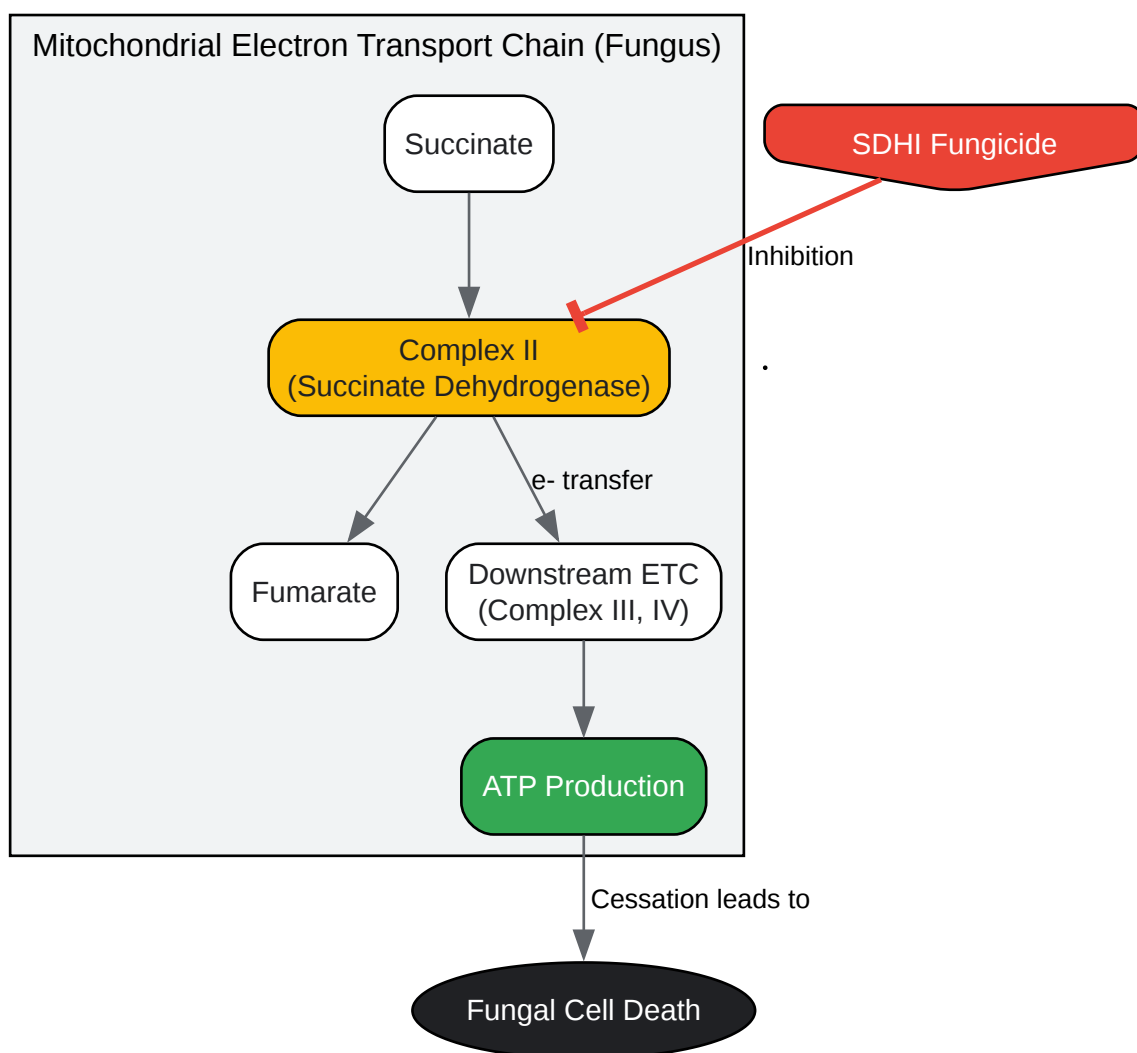 Mitochondrial Electron Transport Chain (Fungus)
Succinate
SDHI Fungicide
Inhibition
Complex II
(Succinate Dehydrogenase)
.
e- transfer
Fumarate
Downstream ETC
(Complex III, IV)
ATP Production
Cessation leads to
Fungal Cell Death